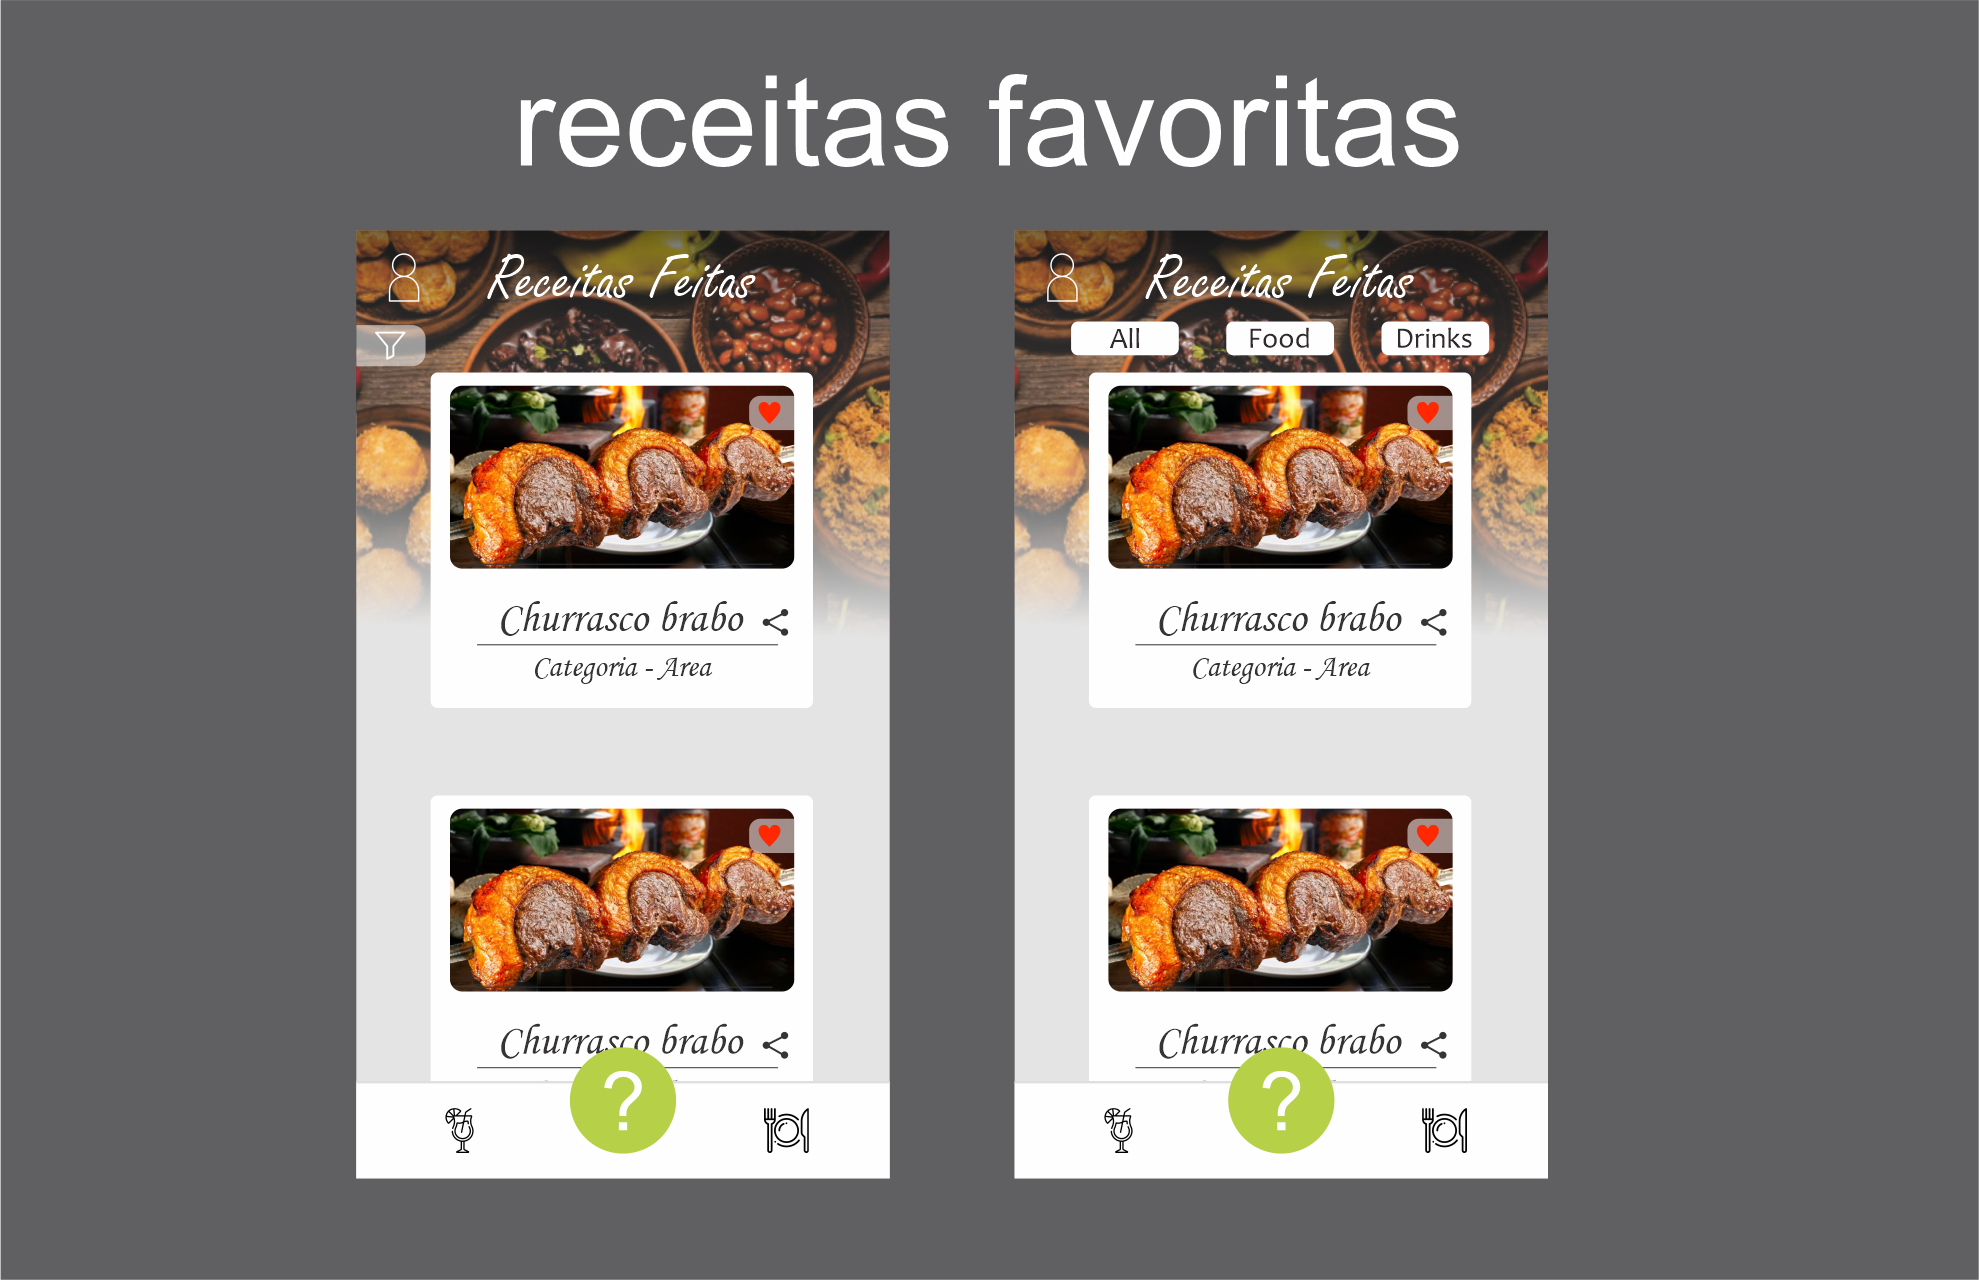 receitas favoritas
Receitas Feitas
Churrasco brabo
Categoria - Area
Churrasco brabo
?
Receitas Feitas
All Food Drinks
Churrasco brabo
Categoria - Area
Churrasco brabo
?